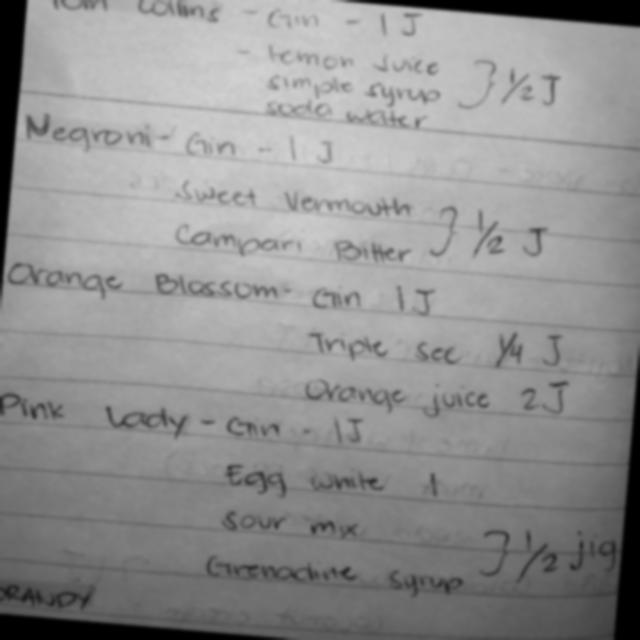 Tom Collins - Gin - 1 J
- lemon juice
simple syrup } 1/2 J
soda water
Negroni - Gin - 1 J
sweet Vermouth
Campari Bitter } 1/2 J
Orange Blossom - Gin 1 J
Triple sec 1/4 J
Orange juice 2 J
Pink Lady - Gin - 1 J
Egg white 1
sour mix
Grenadine syrup } 1/2 jig
BRANDY